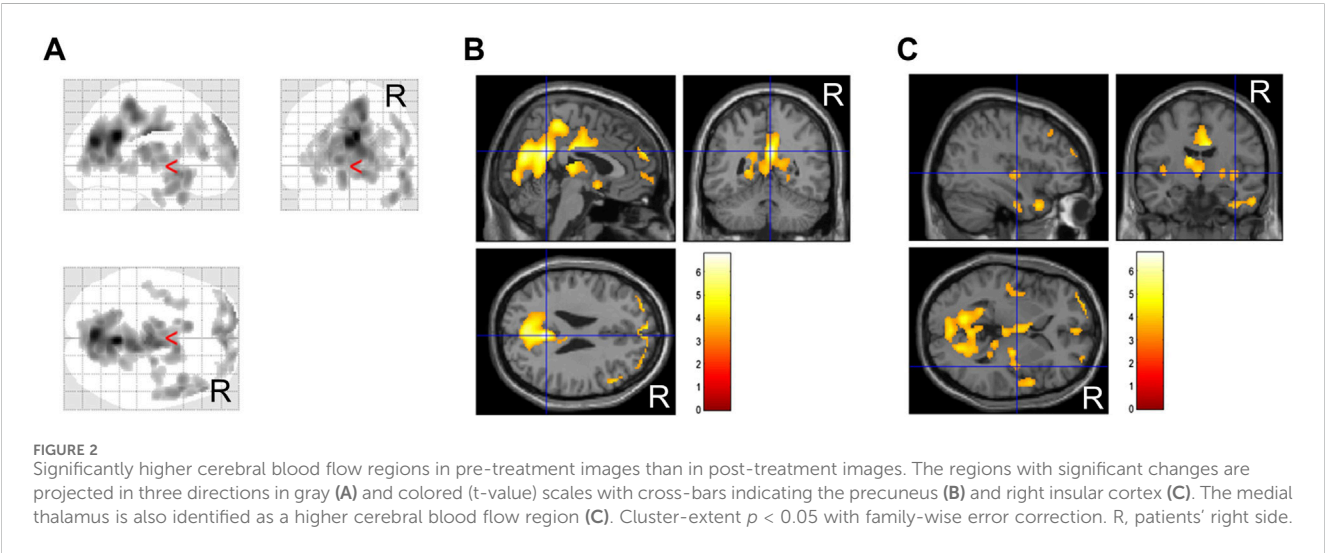 A
B
C
R
R
R
R
R
R
<
<
<
6
5
4
3
2
1
0
6
5
4
3
2
1
0
FIGURE 2
Significantly higher cerebral blood flow regions in pre-treatment images than in post-treatment images. The regions with significant changes are
projected in three directions in gray (A) and colored (t-value) scales with cross-bars indicating the precuneus (B) and right insular cortex (C). The medial
thalamus is also identified as a higher cerebral blood flow region (C). Cluster-extent p < 0.05 with family-wise error correction. R, patients' right side.